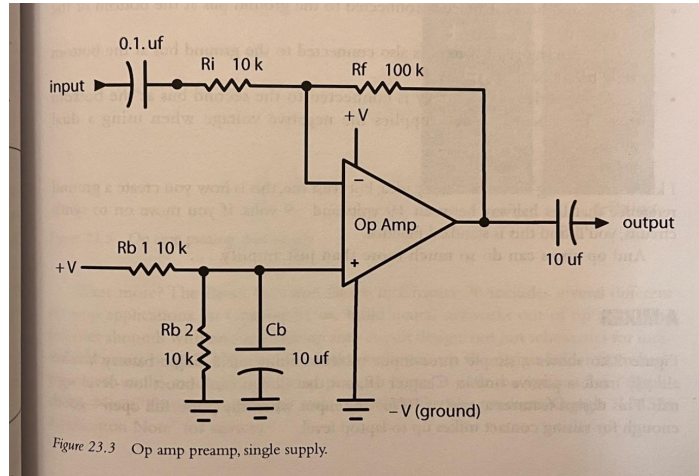 0.1. uf
Ri 10 k
Rf 100 k
input
+V
–
Op Amp
output
Rb 1 10 k
10 uf
+V
+
Rb 2
Cb
10 k
10 uf
–V (ground)
Figure 23.3 Op amp preamp, single supply.